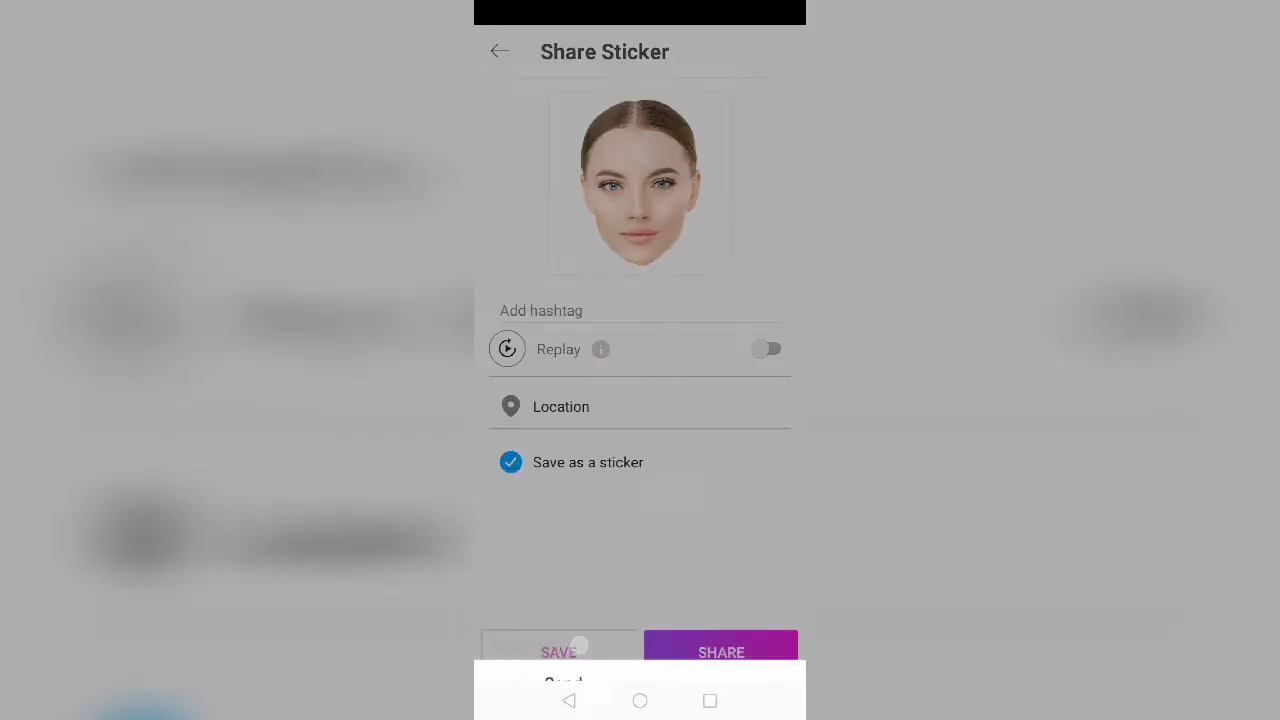 Share Sticker
Add hashtag
Replay
Location
Save as a sticker
SAVE
SHARE